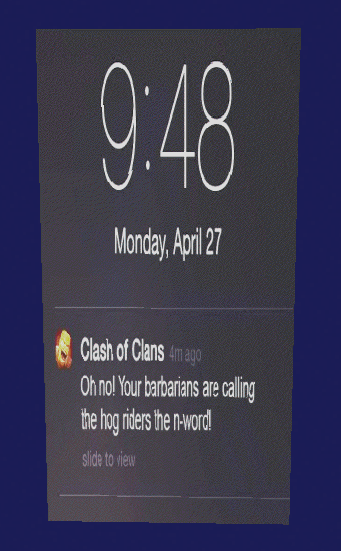 9:48
Monday, April 27
Clash of Clans 4m ago
Oh no! Your barbarians are calling
the hog riders the n-word!
slide to view